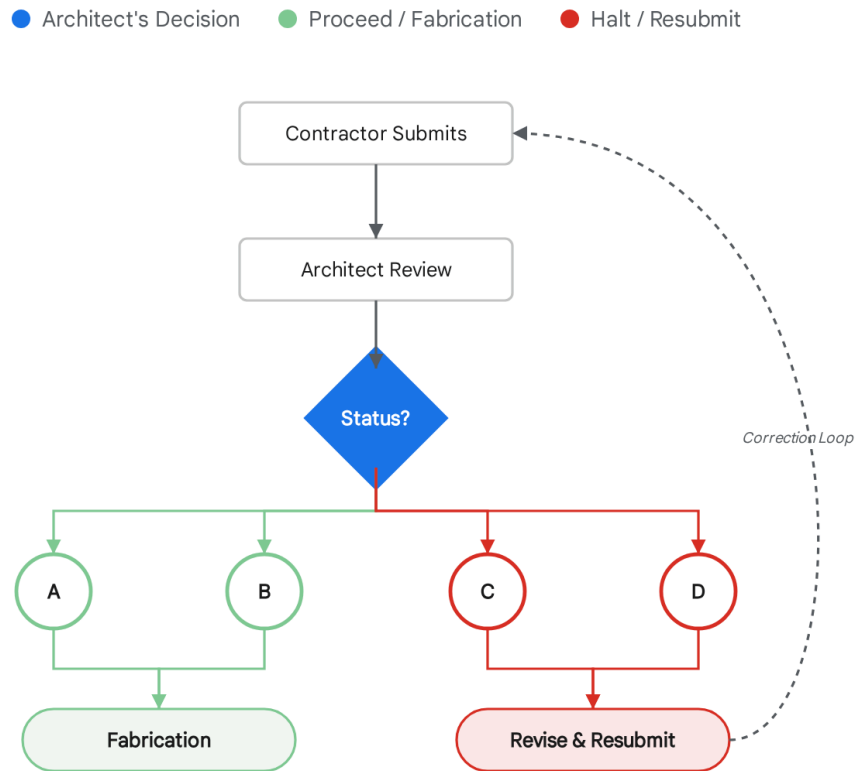 Architect's Decision
Proceed / Fabrication
Halt / Resubmit
Contractor Submits
Architect Review
Status?
Correction Loop
A
B
C
D
Fabrication
Revise & Resubmit